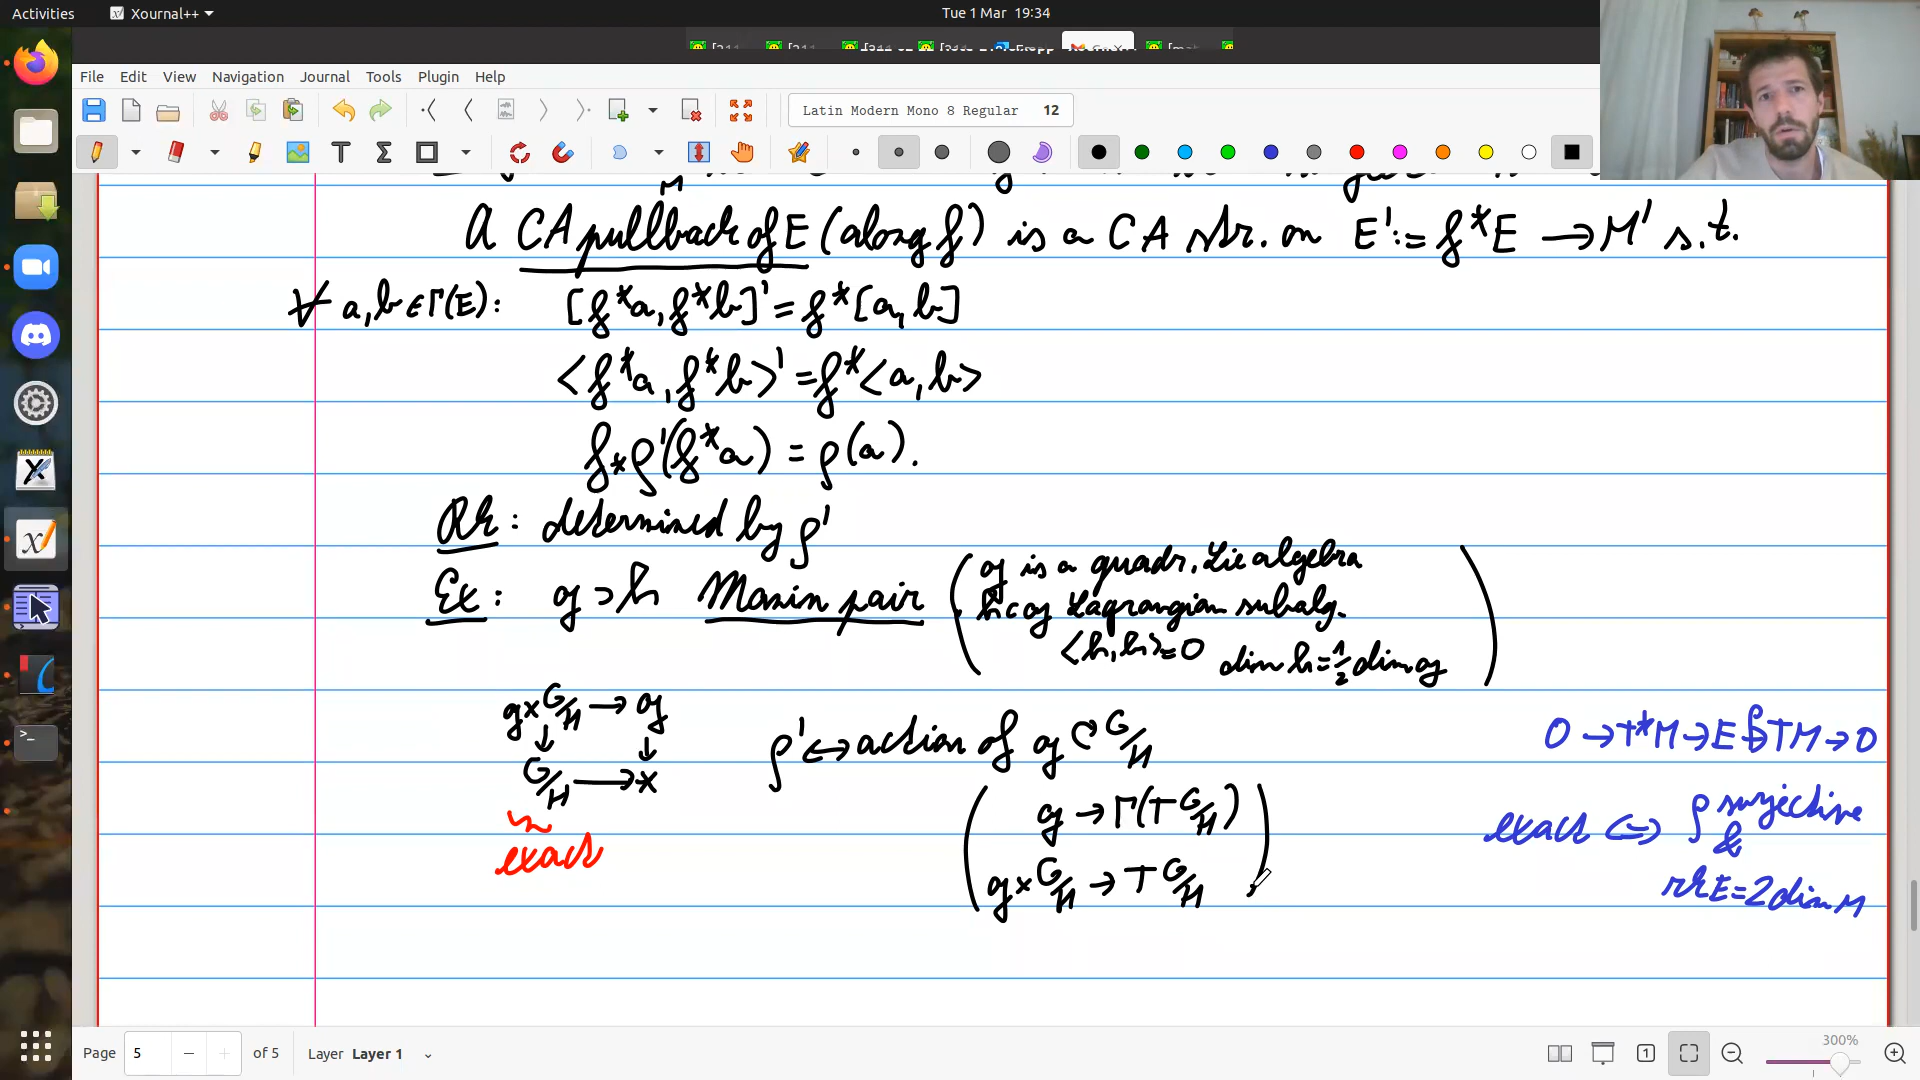 Activities Xournal++ Tue 1 Mar 19:34
File Edit View Navigation Journal Tools Plugin Help
Latin Modern Mono 8 Regular 12
A CA pullback of E (along f) is a CA str. on E' := f*E → M' s.t.
∀ a,b ∈ Γ(E): [f*a, f*b]' = f*[a,b]
<f*a, f*b>' = f*<a,b>
f_* ρ'(f*a) = ρ(a).
Rk: determined by ρ'
Ex: 𝔤 ⊃ 𝔥 Manin pair
( 𝔤 is a quadr. Lie algebra
𝔥 ⊂ 𝔤 Lagrangian subalg.
<𝔥,𝔥> = 0 dim 𝔥 = 1/2 dim 𝔤 )
𝔤 × G/H → 𝔤
↓ ↓
G/H → *
exact
ρ' ↔ action of 𝔤 ↻ G/H
( 𝔤 → Γ(T G/H)
𝔤 × G/H → T G/H )
0 → T*M → E →ρ TM → 0
exact ⇔ ρ surjective
&
rk E = 2 dim M
Page 5 of 5 Layer Layer 1 300%